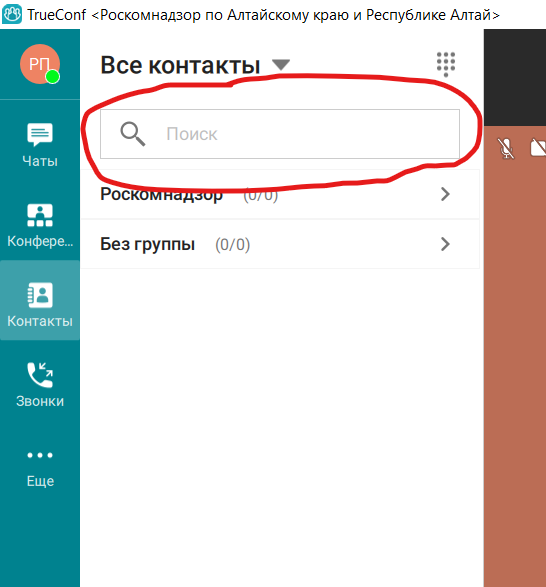 TrueConf <Роскомнадзор по Алтайскому краю и Республике Алтай>
РП
Все контакты
Поиск
Чаты
Роскомнадзор (0/0)
Конфере...
Без группы (0/0)
Контакты
Звонки
Еще